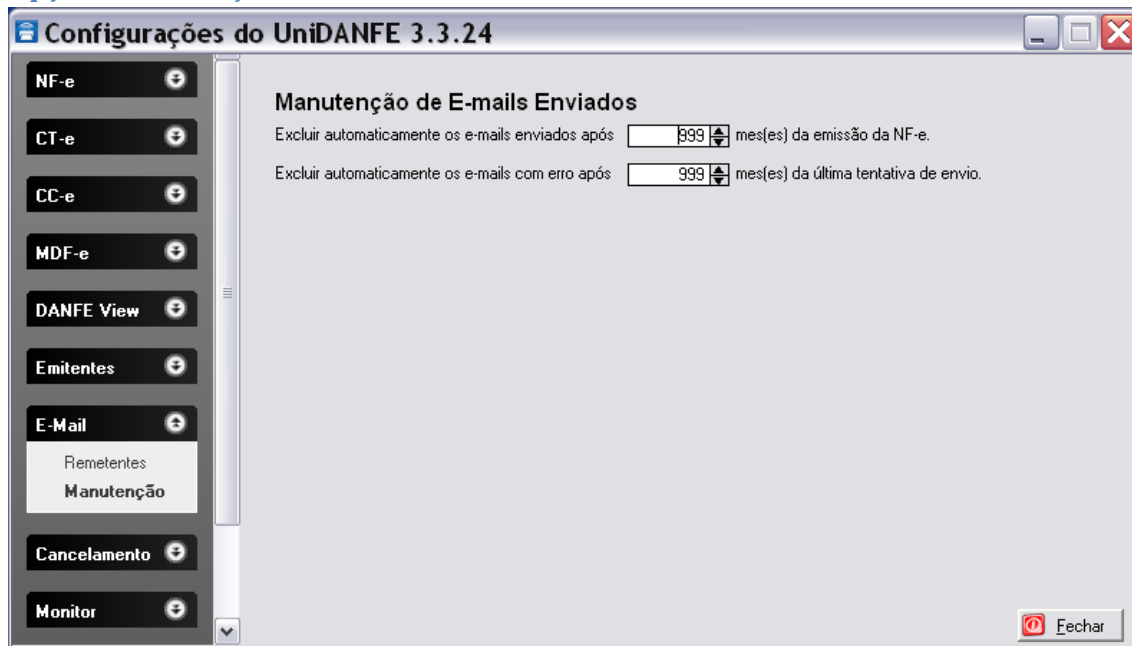 Configurações do UniDANFE 3.3.24
NF-e
CT-e
CC-e
MDF-e
DANFE View
Emitentes
E-Mail
Remetentes
Manutenção
Cancelamento
Monitor
Manutenção de E-mails Enviados
Excluir automaticamente os e-mails enviados após 999 mes(es) da emissão da NF-e.
Excluir automaticamente os e-mails com erro após 999 mes(es) da última tentativa de envio.
Fechar